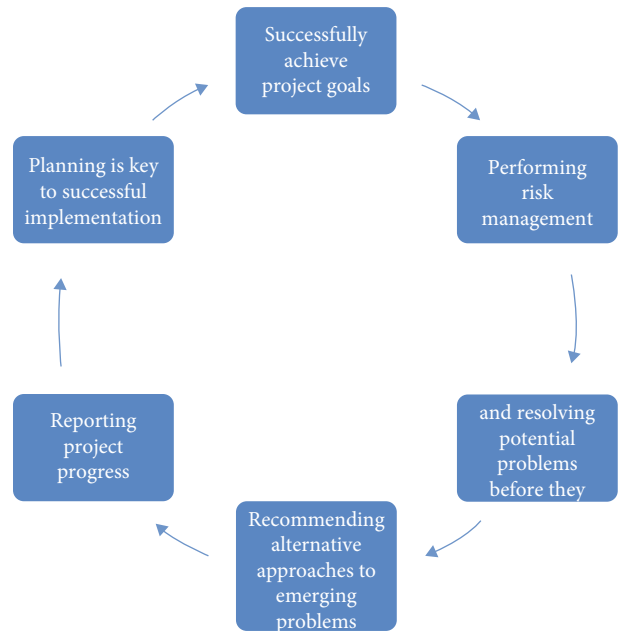 Successfully
achieve
project goals
Performing
risk
management
and resolving
potential
problems
before they
Recommending
alternative
approaches to
emerging
problems
Reporting
project
progress
Planning is key
to successful
implementation